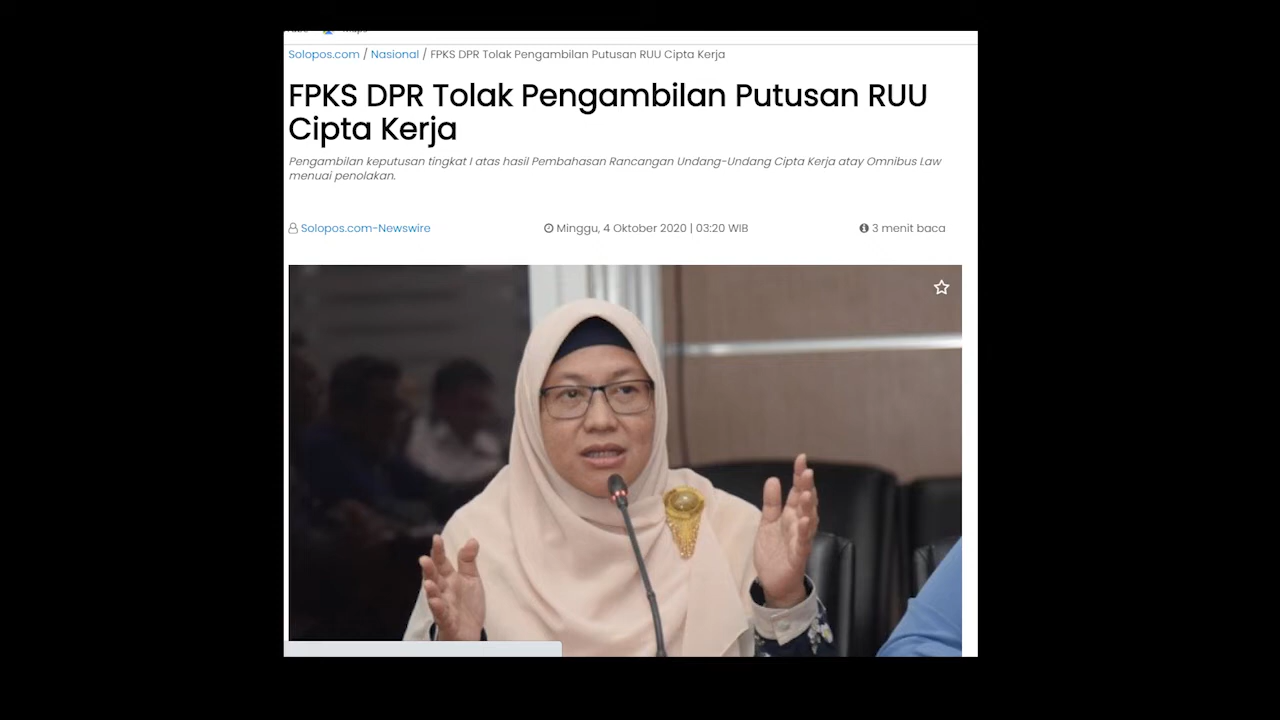 Solopos.com / Nasional / FPKS DPR Tolak Pengambilan Putusan RUU Cipta Kerja
FPKS DPR Tolak Pengambilan Putusan RUU
Cipta Kerja
Pengambilan keputusan tingkat I atas hasil Pembahasan Rancangan Undang-Undang Cipta Kerja atay Omnibus Law
menuai penolakan.
Solopos.com-Newswire Minggu, 4 Oktober 2020 | 03:20 WIB 3 menit baca